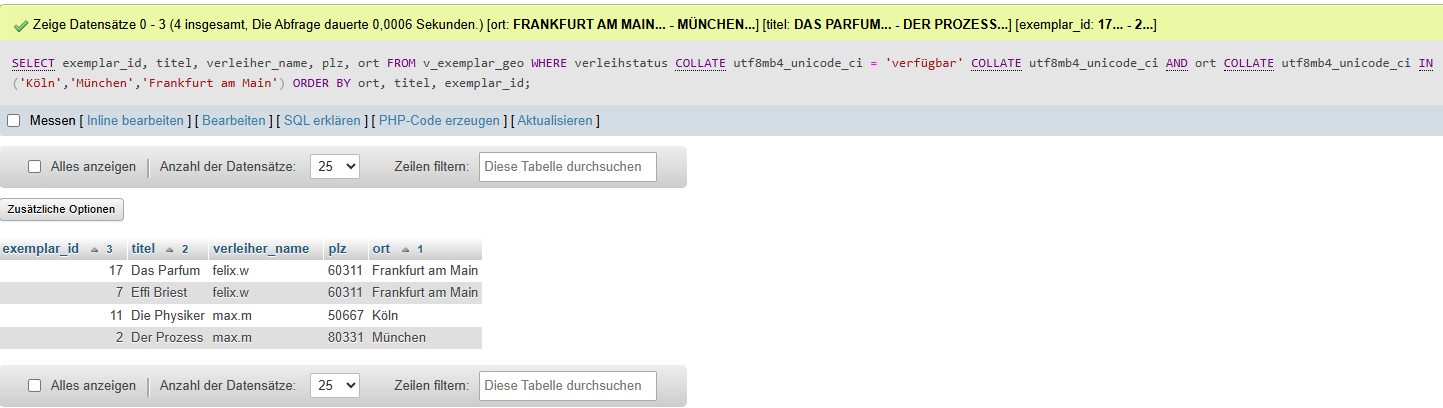 Zeige Datensätze 0 - 3 (4 insgesamt, Die Abfrage dauerte 0,0006 Sekunden.) [ort: FRANKFURT AM MAIN... - MÜNCHEN...] [titel: DAS PARFUM... - DER PROZESS...] [exemplar_id: 17... - 2...]
SELECT exemplar_id, titel, verleiher_name, plz, ort FROM v_exemplar_geo WHERE verleihstatus COLLATE utf8mb4_unicode_ci = 'verfügbar' COLLATE utf8mb4_unicode_ci AND ort COLLATE utf8mb4_unicode_ci IN
('Köln','München','Frankfurt am Main') ORDER BY ort, titel, exemplar_id;
Messen [ Inline bearbeiten ] [ Bearbeiten ] [ SQL erklären ] [ PHP-Code erzeugen ] [ Aktualisieren ]
Alles anzeigen Anzahl der Datensätze: 25 Zeilen filtern: Diese Tabelle durchsuchen
Zusätzliche Optionen
exemplar_id 3 titel 2 verleiher_name plz ort 1
17 Das Parfum felix.w 60311 Frankfurt am Main
7 Effi Briest felix.w 60311 Frankfurt am Main
11 Die Physiker max.m 50667 Köln
2 Der Prozess max.m 80331 München
Alles anzeigen Anzahl der Datensätze: 25 Zeilen filtern: Diese Tabelle durchsuchen